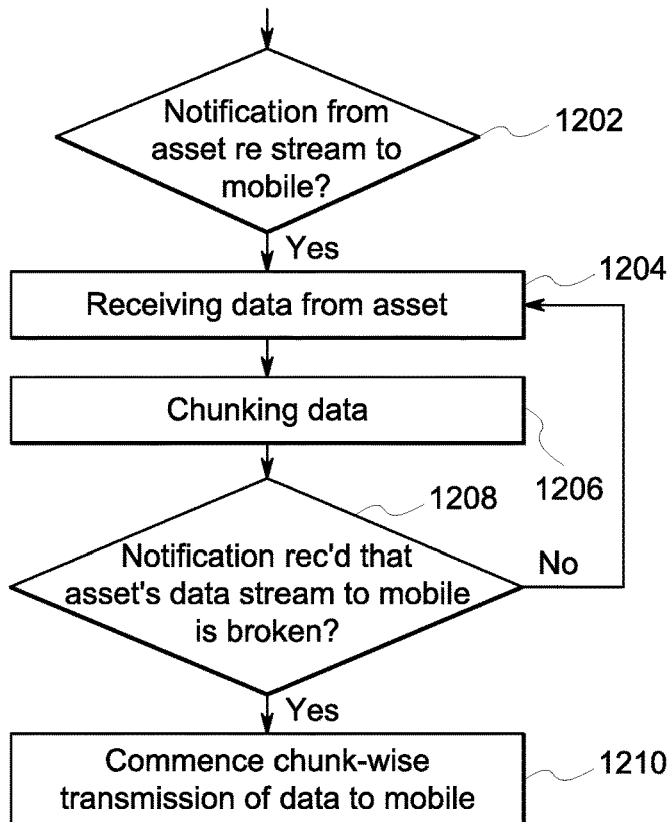 Notification from
asset re stream to
mobile?
1202
Yes
1204
Receiving data from asset
Chunking data
1206
1208
Notification rec'd that
asset's data stream to mobile
is broken?
No
Yes
Commence chunk-wise
transmission of data to mobile
1210